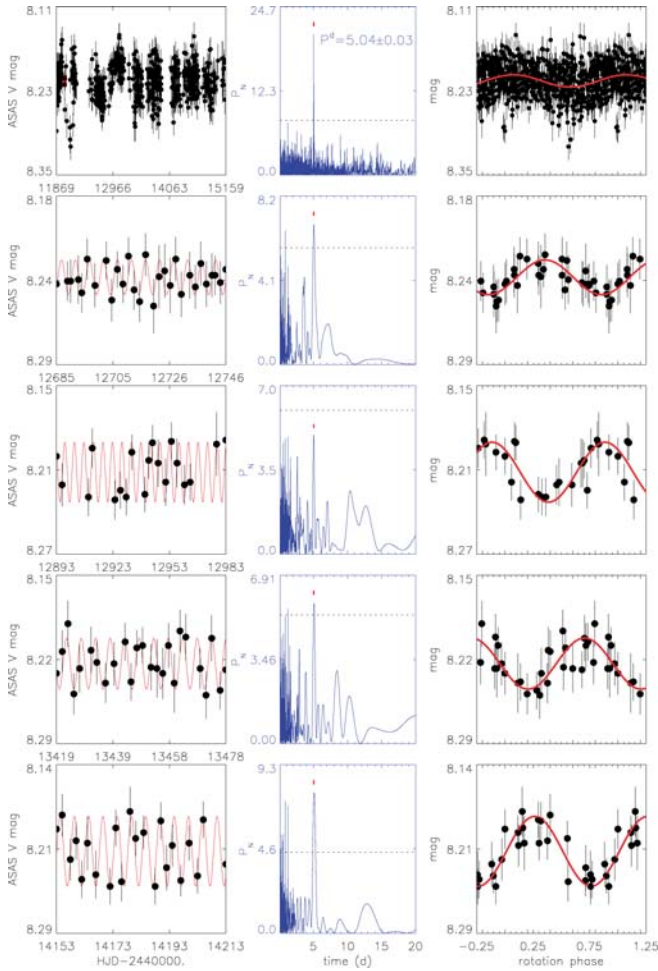 8.11 24.7 8.11
P^d=5.04±0.03
ASAS V mag 8.23 P_N 12.3 mag 8.23
8.35 0.0 8.35
11869 12966 14063 15159
8.18 8.2 8.18
ASAS V mag 8.24 P_N 4.1 mag 8.24
8.29 0.0 8.29
12685 12705 12726 12746
8.15 7.0 8.15
ASAS V mag 8.21 P_N 3.5 mag 8.21
8.27 0.0 8.27
12893 12923 12953 12983
8.15 6.91 8.15
ASAS V mag 8.22 P_N 3.46 mag 8.22
8.29 0.00 8.29
13419 13439 13458 13478
8.14 9.3 8.14
ASAS V mag 8.21 P_N 4.6 mag 8.21
8.29 0.0 8.29
14153 14173 14193 14213 0 5 10 15 20 −0.25 0.25 0.75 1.25
HJD−2440000. time (d) rotation phase